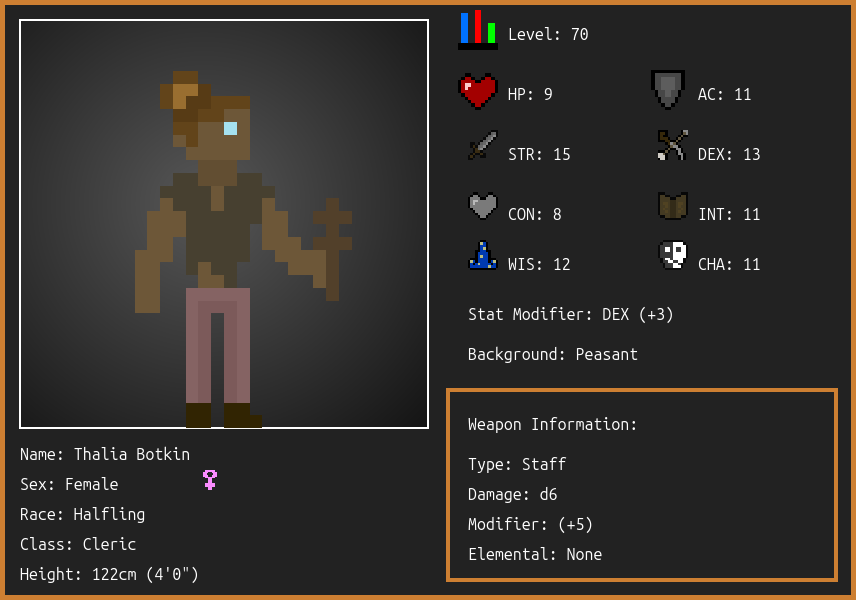 Level: 70
HP: 9
AC: 11
STR: 15
DEX: 13
CON: 8
INT: 11
WIS: 12
CHA: 11
Stat Modifier: DEX (+3)
Background: Peasant
Weapon Information:
Type: Staff
Damage: d6
Modifier: (+5)
Elemental: None
Name: Thalia Botkin
Sex: Female
Race: Halfling
Class: Cleric
Height: 122cm (4'0")